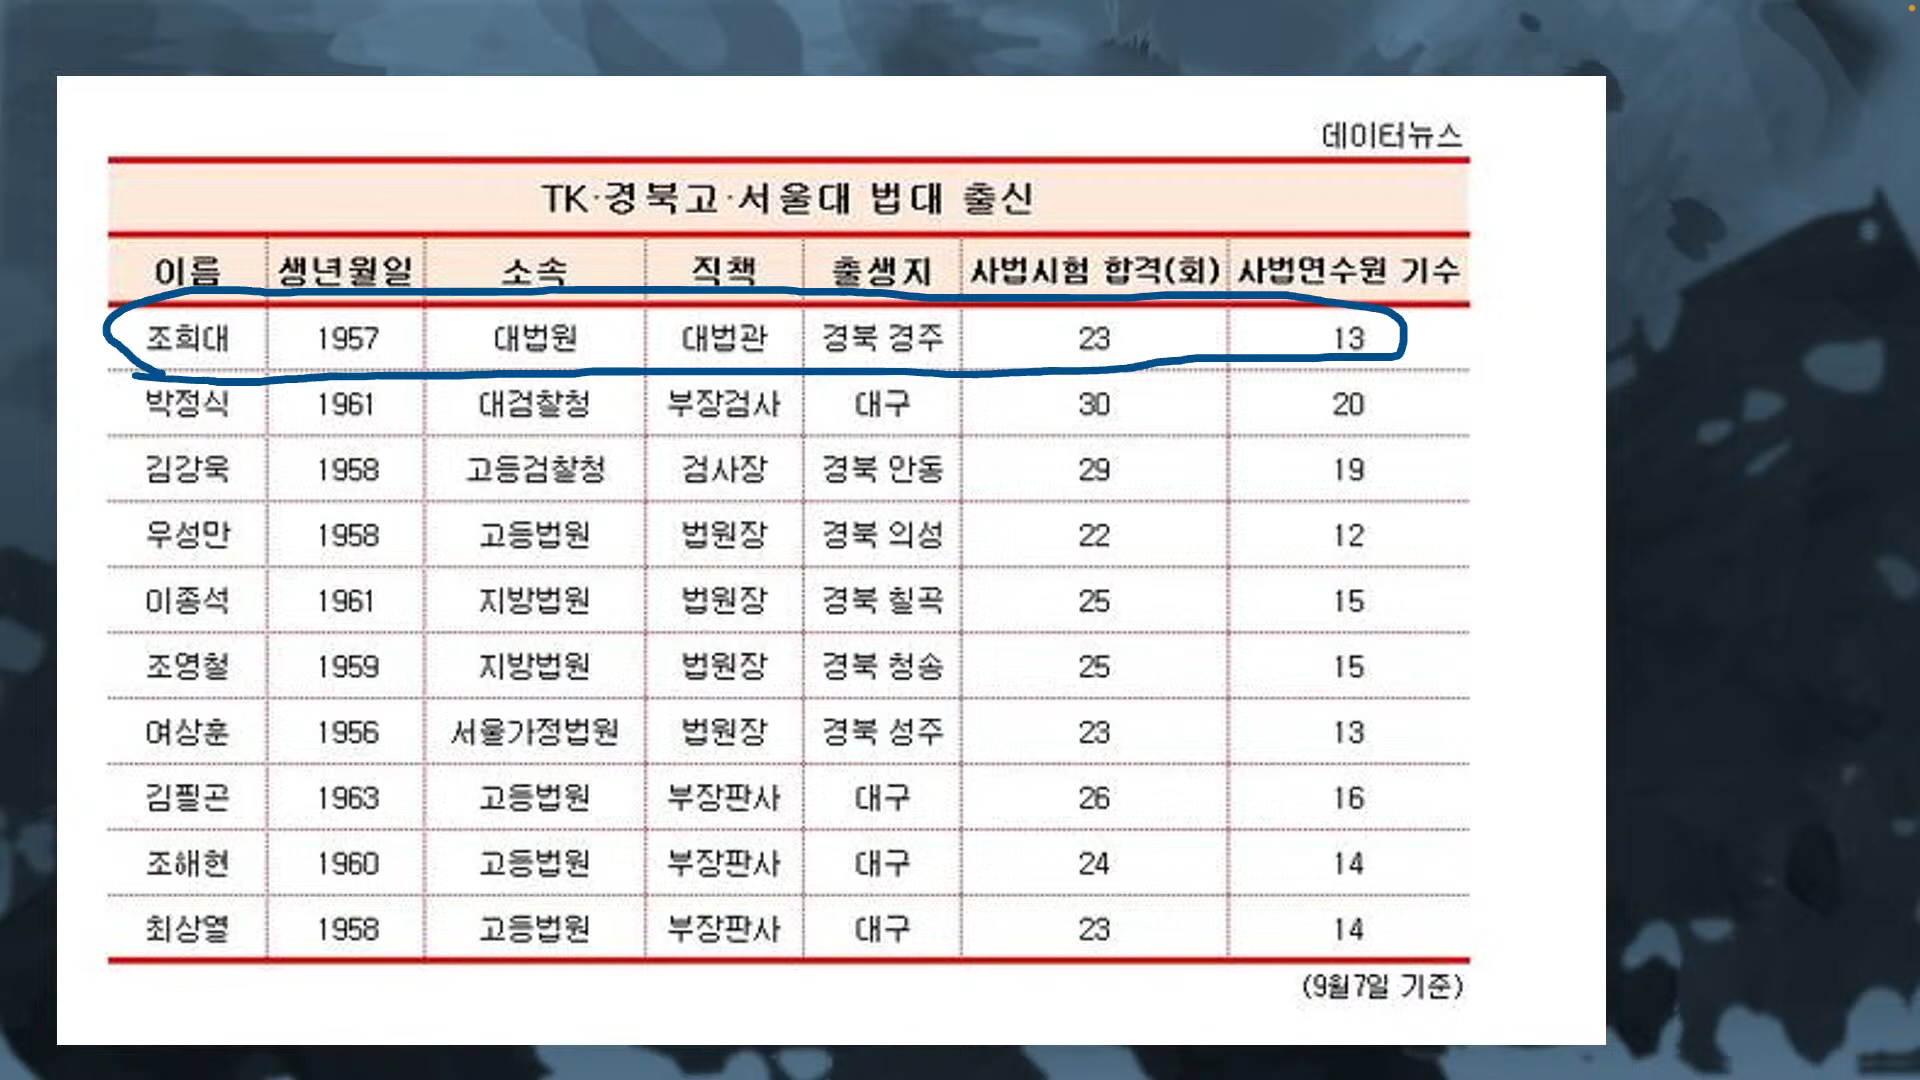 데이터뉴스
TK·경북고·서울대 법대 출신
이름 생년월일 소속 직책 출생지 사법시험 합격(회) 사법연수원 기수
조희대 1957 대법원 대법관 경북 경주 23 13
박정식 1961 대검찰청 부장검사 대구 30 20
김강욱 1958 고등검찰청 검사장 경북 안동 29 19
우성만 1958 고등법원 법원장 경북 의성 22 12
이종석 1961 지방법원 법원장 경북 칠곡 25 15
조영철 1959 지방법원 법원장 경북 청송 25 15
여상훈 1956 서울가정법원 법원장 경북 성주 23 13
김필곤 1963 고등법원 부장판사 대구 26 16
조해현 1960 고등법원 부장판사 대구 24 14
최상열 1958 고등법원 부장판사 대구 23 14
(9월7일 기준)